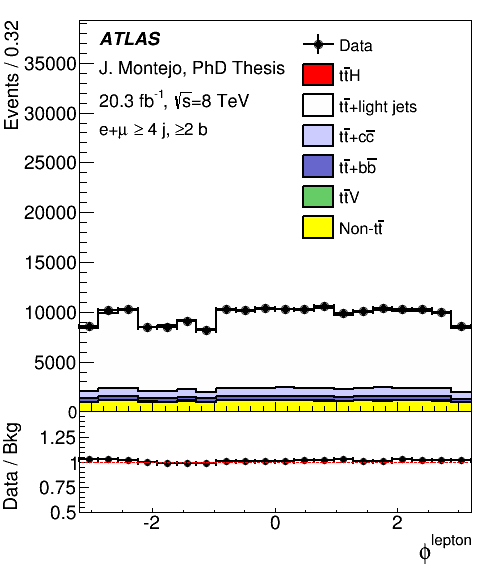 ATLAS
J. Montejo, PhD Thesis
20.3 fb⁻¹, √s=8 TeV
e+μ ≥ 4 j, ≥2 b
Data
tt̄H
tt̄+light jets
tt̄+cc̄
tt̄+bb̄
tt̄V
Non-tt̄
Events / 0.32
35000
30000
25000
20000
15000
10000
5000
0
Data / Bkg
1.25
1
0.75
0.5
-2
0
2
ϕ^lepton